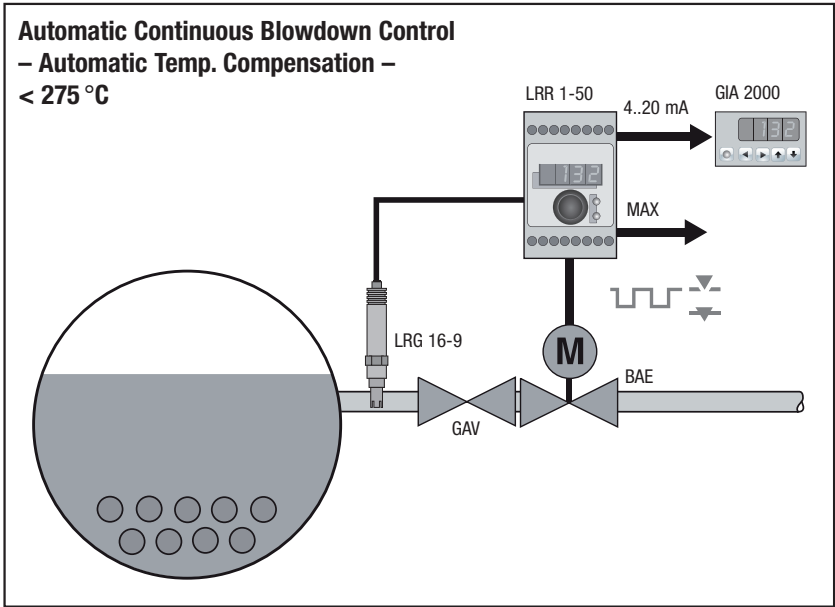 Automatic Continuous Blowdown Control
– Automatic Temp. Compensation –
< 275 °C
LRR 1-50
4..20 mA
GIA 2000
132
132
MAX
LRG 16-9
M
BAE
GAV